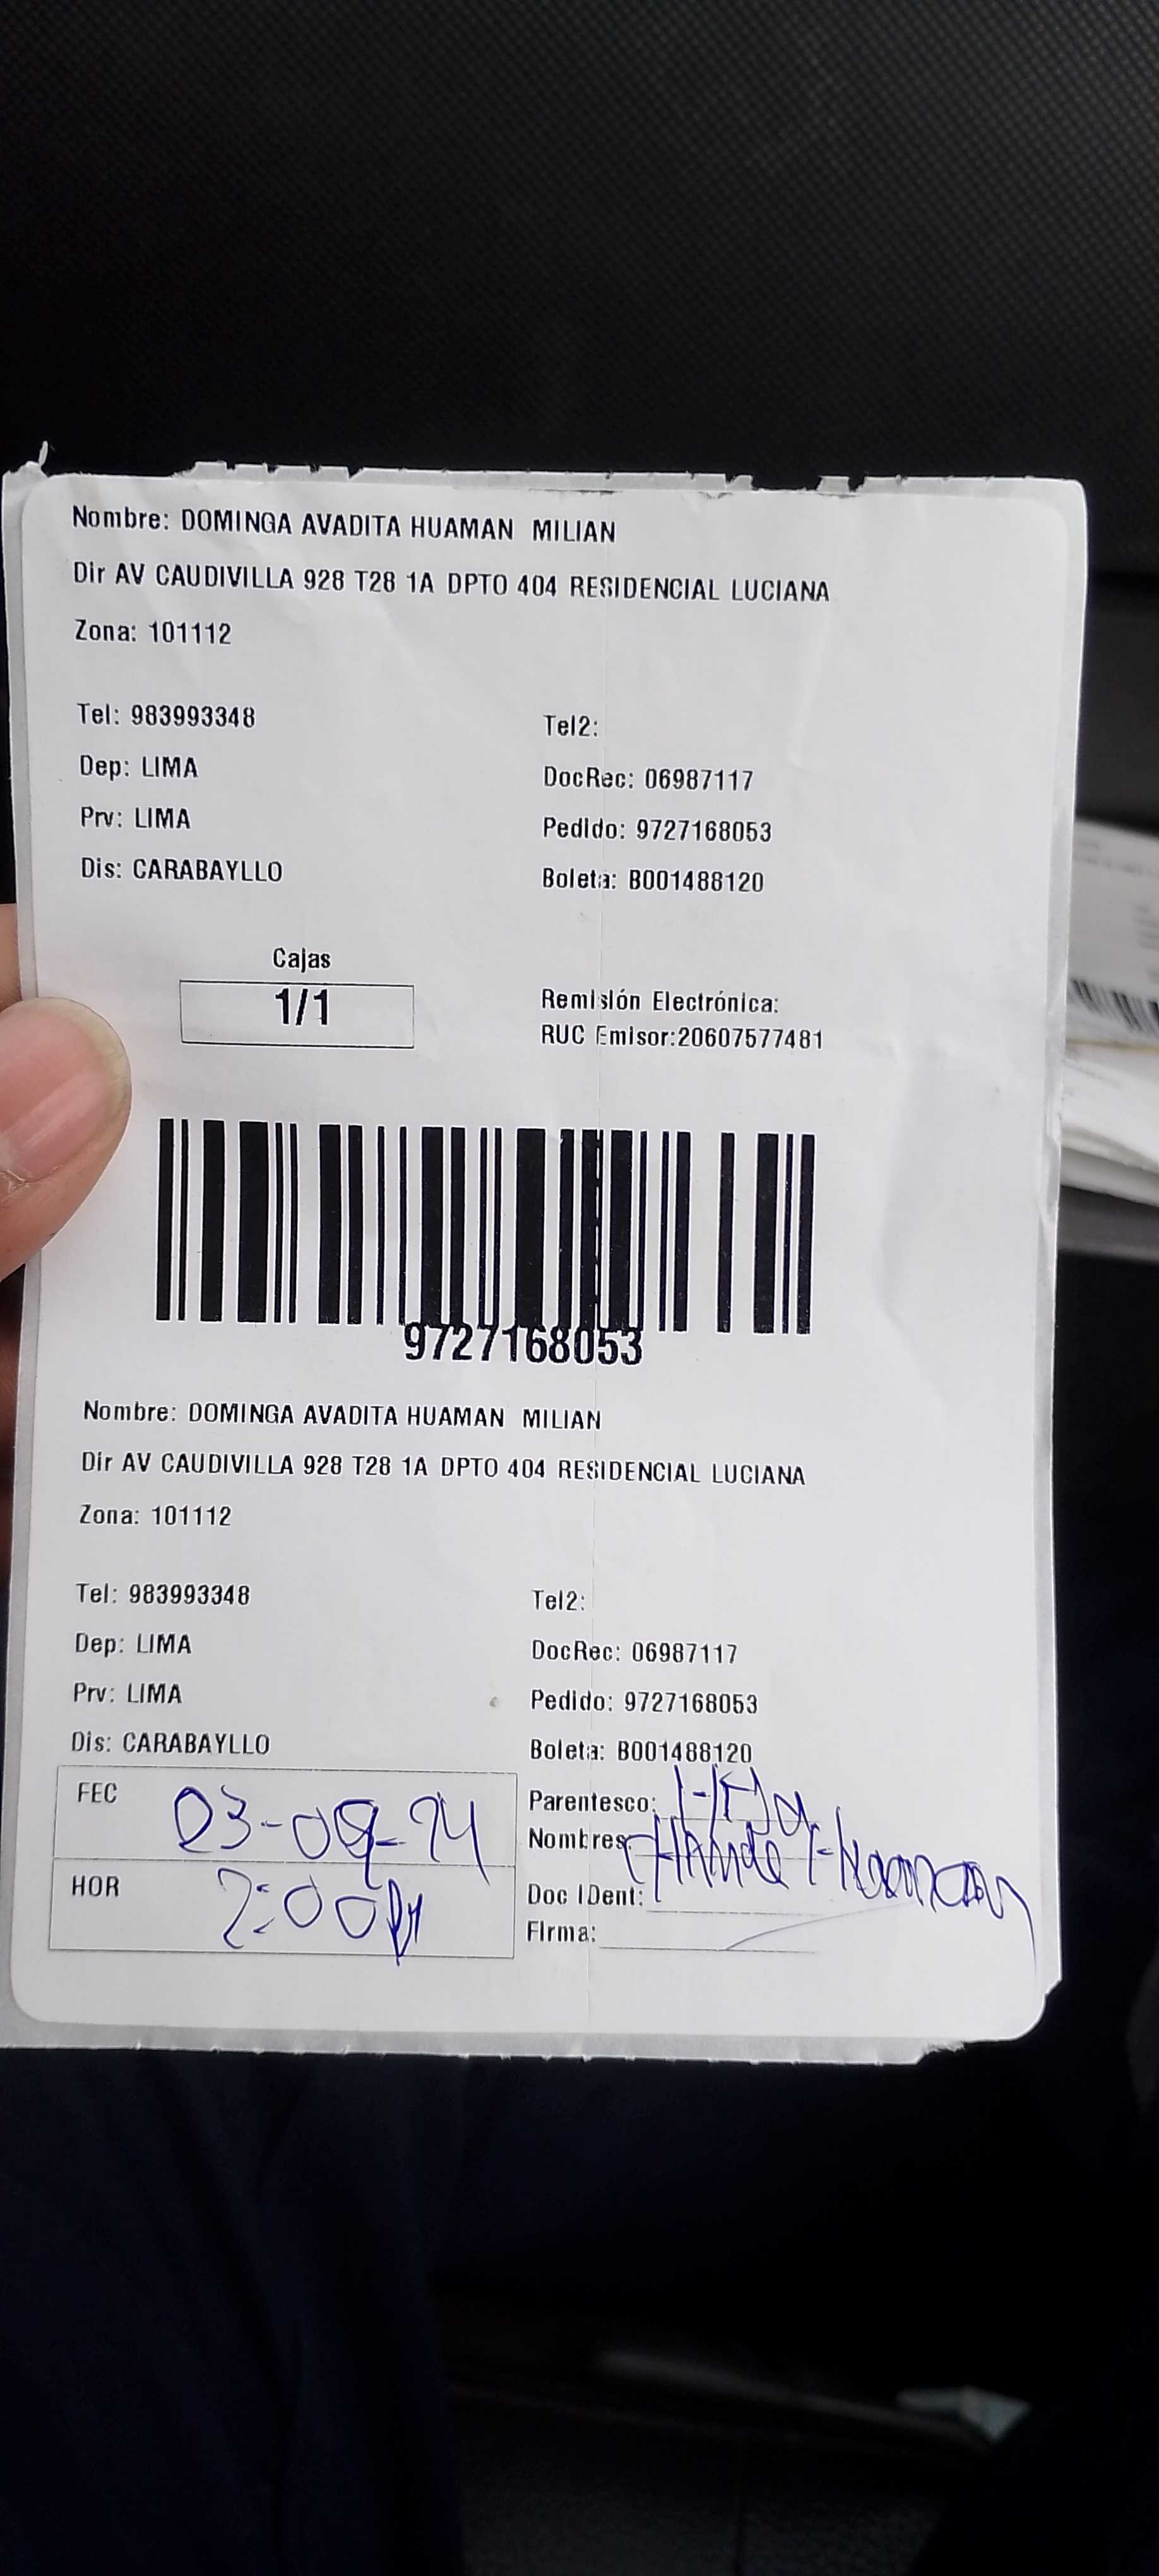 Nombre: DOMINGA AVADITA HUAMAN MILIAN
Dir AV CAUDIVILLA 928 T28 1A DPTO 404 RESIDENCIAL LUCIANA
Zona: 101112
Tel: 983993348 Tel2:
Dep: LIMA DocRec: 06987117
Prv: LIMA Pedido: 9727168053
Dis: CARABAYLLO Boleta: B001488120
Cajas
1/1
Remisión Electrónica:
RUC Emisor:20607577481
9727168053
Nombre: DOMINGA AVADITA HUAMAN MILIAN
Dir AV CAUDIVILLA 928 T28 1A DPTO 404 RESIDENCIAL LUCIANA
Zona: 101112
Tel: 983993348 Tel2:
Dep: LIMA DocRec: 06987117
Prv: LIMA Pedido: 9727168053
Dis: CARABAYLLO Boleta: B001488120
FEC 03-09-24 Parentesco: Hija
Nombres: Huaman
HOR 2:00 PM Doc IDent:
Firma: